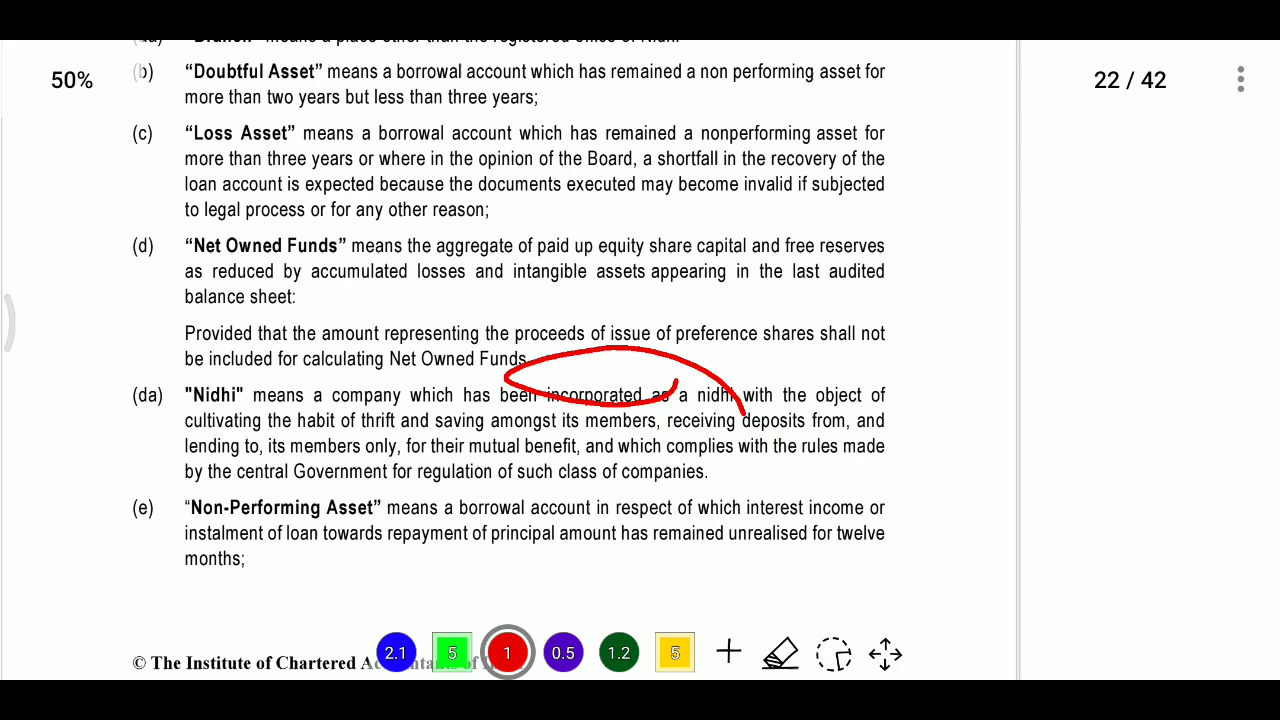 50%
22 / 42
(b) “Doubtful Asset” means a borrowal account which has remained a non performing asset for
more than two years but less than three years;
(c) “Loss Asset” means a borrowal account which has remained a nonperforming asset for
more than three years or where in the opinion of the Board, a shortfall in the recovery of the
loan account is expected because the documents executed may become invalid if subjected
to legal process or for any other reason;
(d) “Net Owned Funds” means the aggregate of paid up equity share capital and free reserves
as reduced by accumulated losses and intangible assets appearing in the last audited
balance sheet:
Provided that the amount representing the proceeds of issue of preference shares shall not
be included for calculating Net Owned Funds.
(da) "Nidhi" means a company which has been incorporated as a nidhi with the object of
cultivating the habit of thrift and saving amongst its members, receiving deposits from, and
lending to, its members only, for their mutual benefit, and which complies with the rules made
by the central Government for regulation of such class of companies.
(e) “Non-Performing Asset” means a borrowal account in respect of which interest income or
instalment of loan towards repayment of principal amount has remained unrealised for twelve
months;
2.1 5 1 0.5 1.2 5
© The Institute of Chartered